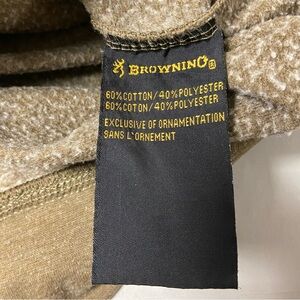 BROWNING®
60%COTTON/40%POLYESTER
60%COTON/40%POLYESTER
EXCLUSIVE OF ORNAMENTATION
SANS L'ORNEMENT